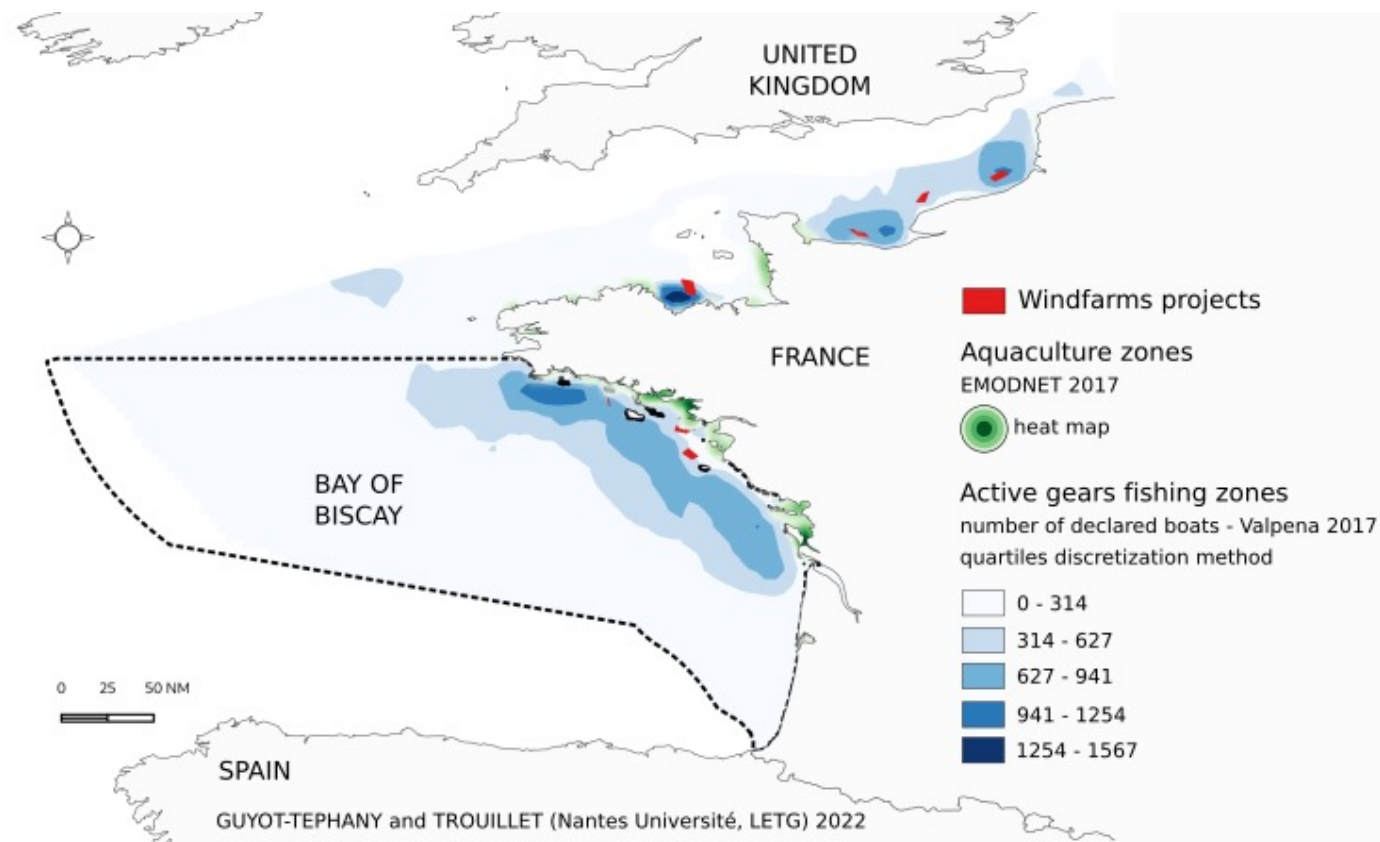 UNITED
KINGDOM
FRANCE
BAY OF
BISCAY
Windfarms projects
Aquaculture zones
EMODNET 2017
heat map
Active gears fishing zones
number of declared boats - Valpena 2017
quartiles discretization method
0 - 314
314 - 627
627 - 941
941 - 1254
1254 - 1567
0 25 50 NM
SPAIN
GUYOT-TEPHANY and TROUILLET (Nantes Université, LETG) 2022